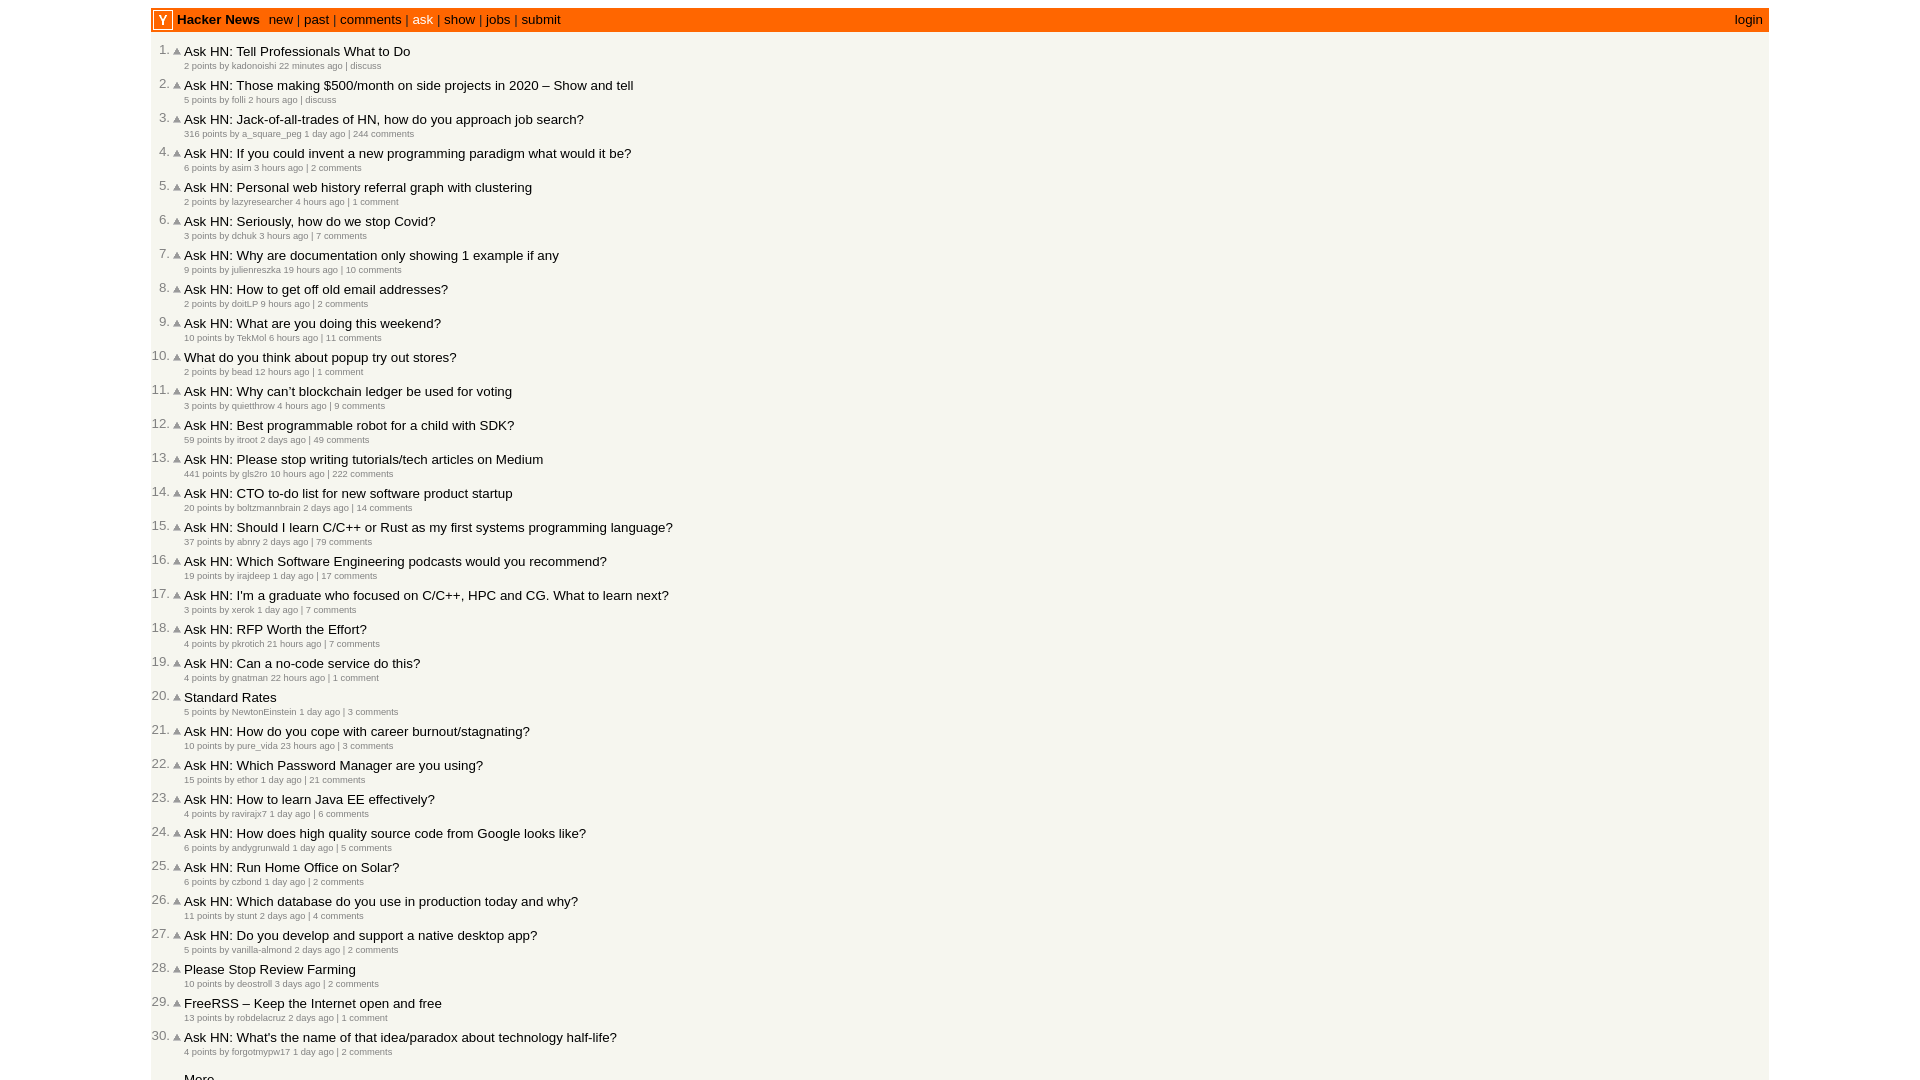 Y Hacker News new | past | comments | ask | show | jobs | submit login
1. Ask HN: Tell Professionals What to Do
2 points by kadonoishi 22 minutes ago | discuss
2. Ask HN: Those making $500/month on side projects in 2020 – Show and tell
5 points by folli 2 hours ago | discuss
3. Ask HN: Jack-of-all-trades of HN, how do you approach job search?
316 points by a_square_peg 1 day ago | 244 comments
4. Ask HN: If you could invent a new programming paradigm what would it be?
6 points by asim 3 hours ago | 2 comments
5. Ask HN: Personal web history referral graph with clustering
2 points by lazyresearcher 4 hours ago | 1 comment
6. Ask HN: Seriously, how do we stop Covid?
3 points by dchuk 3 hours ago | 7 comments
7. Ask HN: Why are documentation only showing 1 example if any
9 points by julienreszka 19 hours ago | 10 comments
8. Ask HN: How to get off old email addresses?
2 points by doitLP 9 hours ago | 2 comments
9. Ask HN: What are you doing this weekend?
10 points by TekMol 6 hours ago | 11 comments
10. What do you think about popup try out stores?
2 points by bead 12 hours ago | 1 comment
11. Ask HN: Why can’t blockchain ledger be used for voting
3 points by quietthrow 4 hours ago | 9 comments
12. Ask HN: Best programmable robot for a child with SDK?
59 points by itroot 2 days ago | 49 comments
13. Ask HN: Please stop writing tutorials/tech articles on Medium
441 points by gls2ro 10 hours ago | 222 comments
14. Ask HN: CTO to-do list for new software product startup
20 points by boltzmannbrain 2 days ago | 14 comments
15. Ask HN: Should I learn C/C++ or Rust as my first systems programming language?
37 points by abnry 2 days ago | 79 comments
16. Ask HN: Which Software Engineering podcasts would you recommend?
19 points by irajdeep 1 day ago | 17 comments
17. Ask HN: I'm a graduate who focused on C/C++, HPC and CG. What to learn next?
3 points by xerok 1 day ago | 7 comments
18. Ask HN: RFP Worth the Effort?
4 points by pkrotich 21 hours ago | 7 comments
19. Ask HN: Can a no-code service do this?
4 points by gnatman 22 hours ago | 1 comment
20. Standard Rates
5 points by NewtonEinstein 1 day ago | 3 comments
21. Ask HN: How do you cope with career burnout/stagnating?
10 points by pure_vida 23 hours ago | 3 comments
22. Ask HN: Which Password Manager are you using?
15 points by ethor 1 day ago | 21 comments
23. Ask HN: How to learn Java EE effectively?
4 points by ravirajx7 1 day ago | 6 comments
24. Ask HN: How does high quality source code from Google looks like?
6 points by andygrunwald 1 day ago | 5 comments
25. Ask HN: Run Home Office on Solar?
6 points by czbond 1 day ago | 2 comments
26. Ask HN: Which database do you use in production today and why?
11 points by stunt 2 days ago | 4 comments
27. Ask HN: Do you develop and support a native desktop app?
5 points by vanilla-almond 2 days ago | 2 comments
28. Please Stop Review Farming
10 points by deostroll 3 days ago | 2 comments
29. FreeRSS – Keep the Internet open and free
13 points by robdelacruz 2 days ago | 1 comment
30. Ask HN: What's the name of that idea/paradox about technology half-life?
4 points by forgotmypw17 1 day ago | 2 comments
More